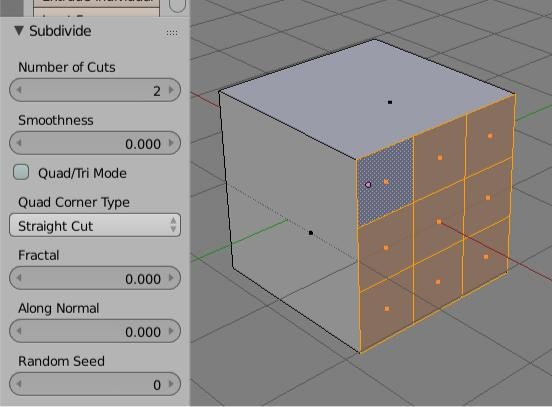 Subdivide
Number of Cuts
2
Smoothness
0.000
Quad/Tri Mode
Quad Corner Type
Straight Cut
Fractal
0.000
Along Normal
0.000
Random Seed
0